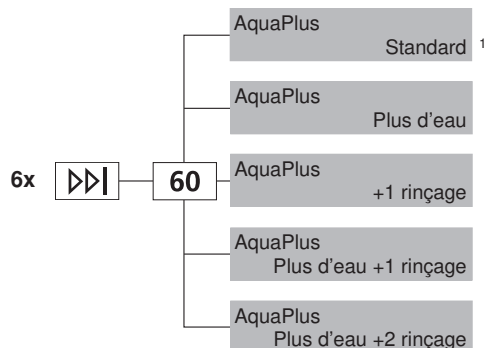 AquaPlus
Standard 1
AquaPlus
Plus d'eau
6x
60
AquaPlus
+1 rinçage
AquaPlus
Plus d'eau +1 rinçage
AquaPlus
Plus d'eau +2 rinçage